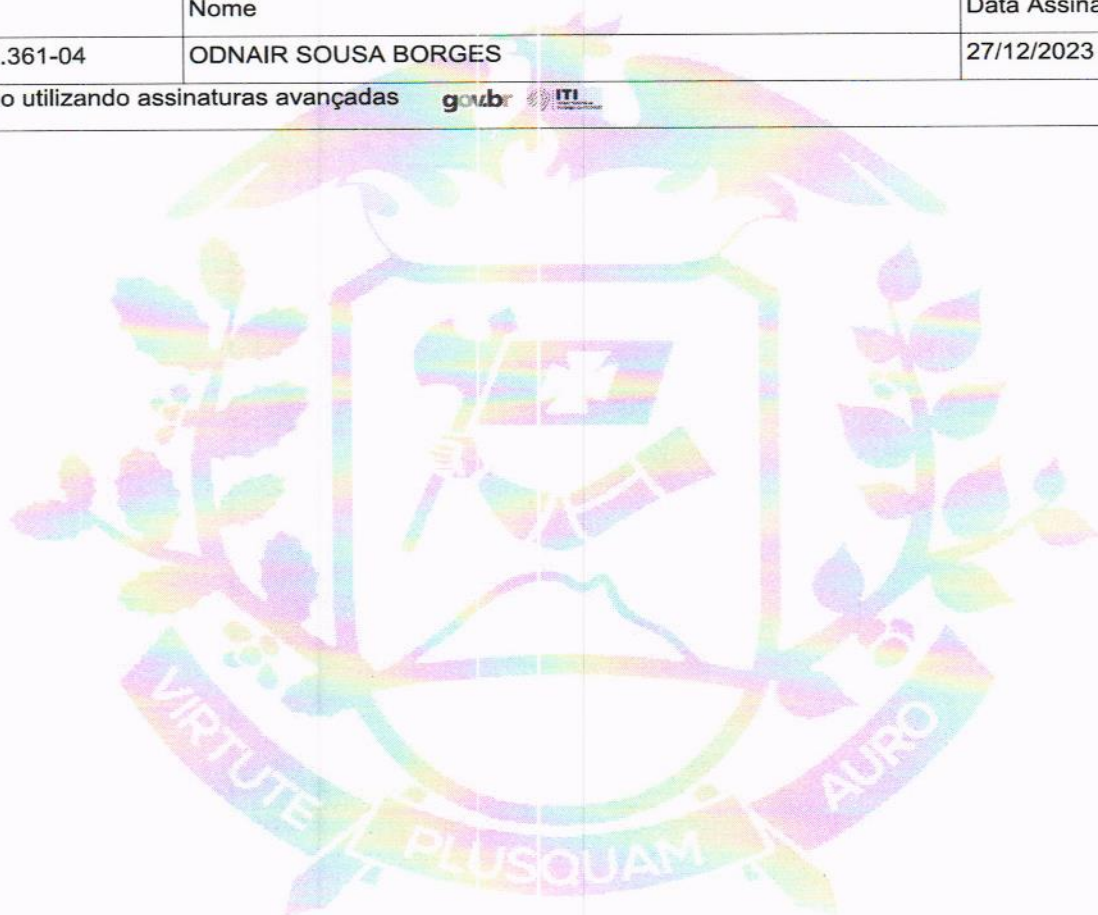 Nome Data Assina
.361-04 ODNAIR SOUSA BORGES 27/12/2023
o utilizando assinaturas avançadas gov.br ITI
VIRTUTE PLUSQUAM AURO